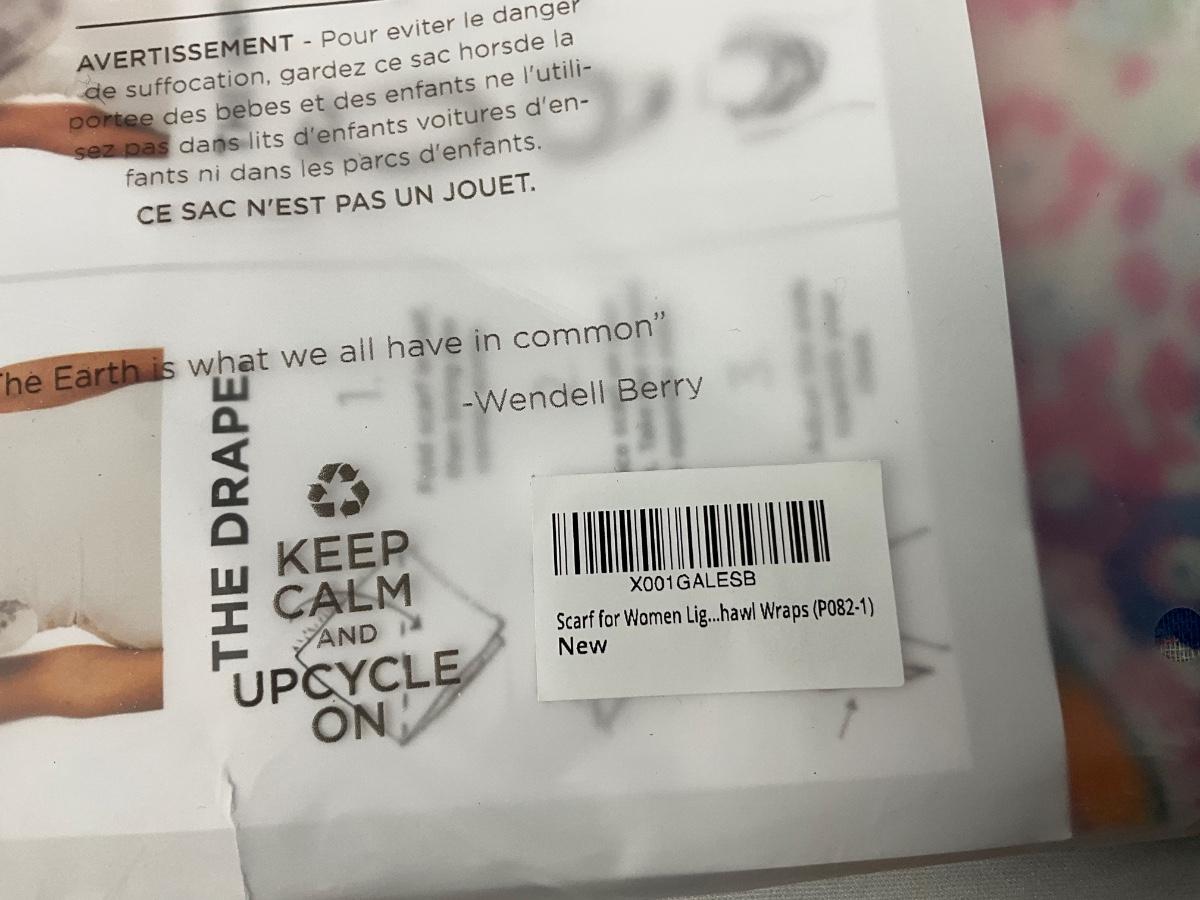 AVERTISSEMENT - Pour eviter le danger
de suffocation, gardez ce sac horsde la
portee des bebes et des enfants ne l'utili-
sez pas dans lits d'enfants voitures d'en-
fants ni dans les parcs d'enfants.
CE SAC N'EST PAS UN JOUET.
he Earth is what we all have in common”
-Wendell Berry
THE DRAPE
KEEP
CALM
AND
UPCYCLE
ON
X001GALESB
Scarf for Women Lig...hawl Wraps (P082-1)
New